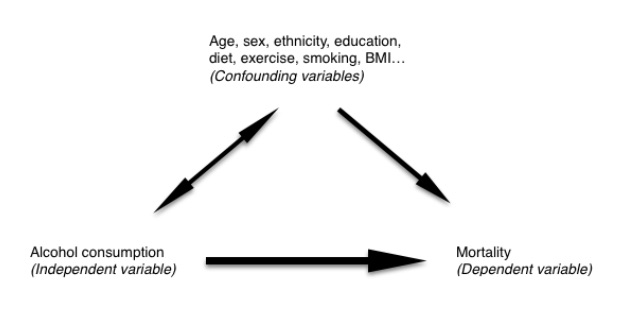 Age, sex, ethnicity, education,
diet, exercise, smoking, BMI…
(Confounding variables)
Alcohol consumption
(Independent variable)
Mortality
(Dependent variable)